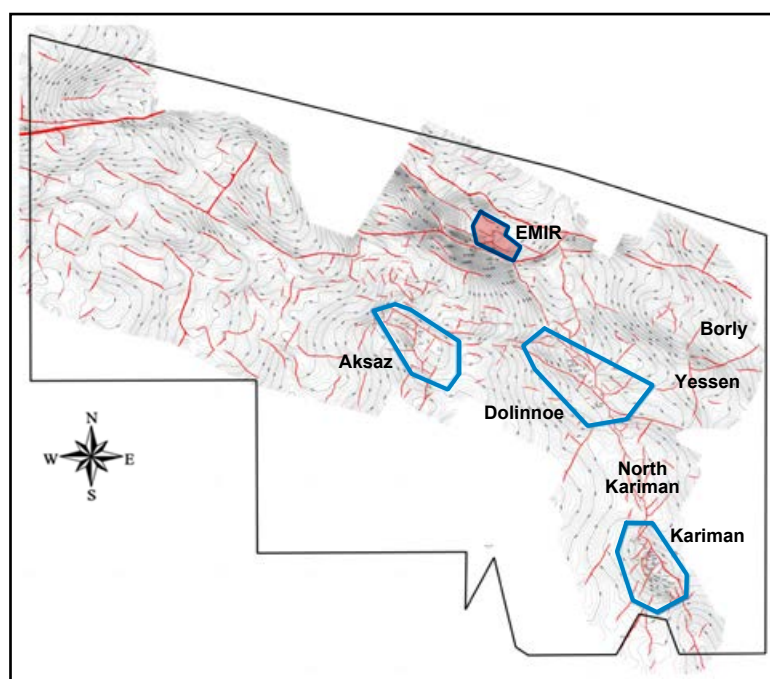 EMIR
Borly
Aksaz
Yessen
Dolinnoe
N
W E
S
North
Kariman
Kariman